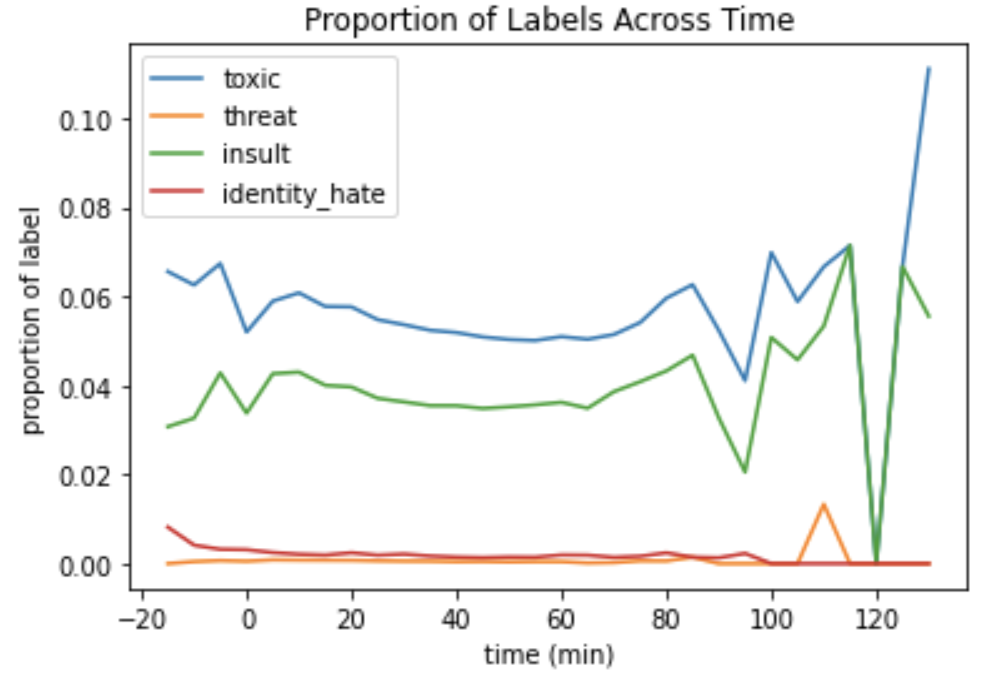 Proportion of Labels Across Time
toxic
threat
insult
identity_hate
0.10
0.08
0.06
0.04
0.02
0.00
proportion of label
−20 0 20 40 60 80 100 120
time (min)